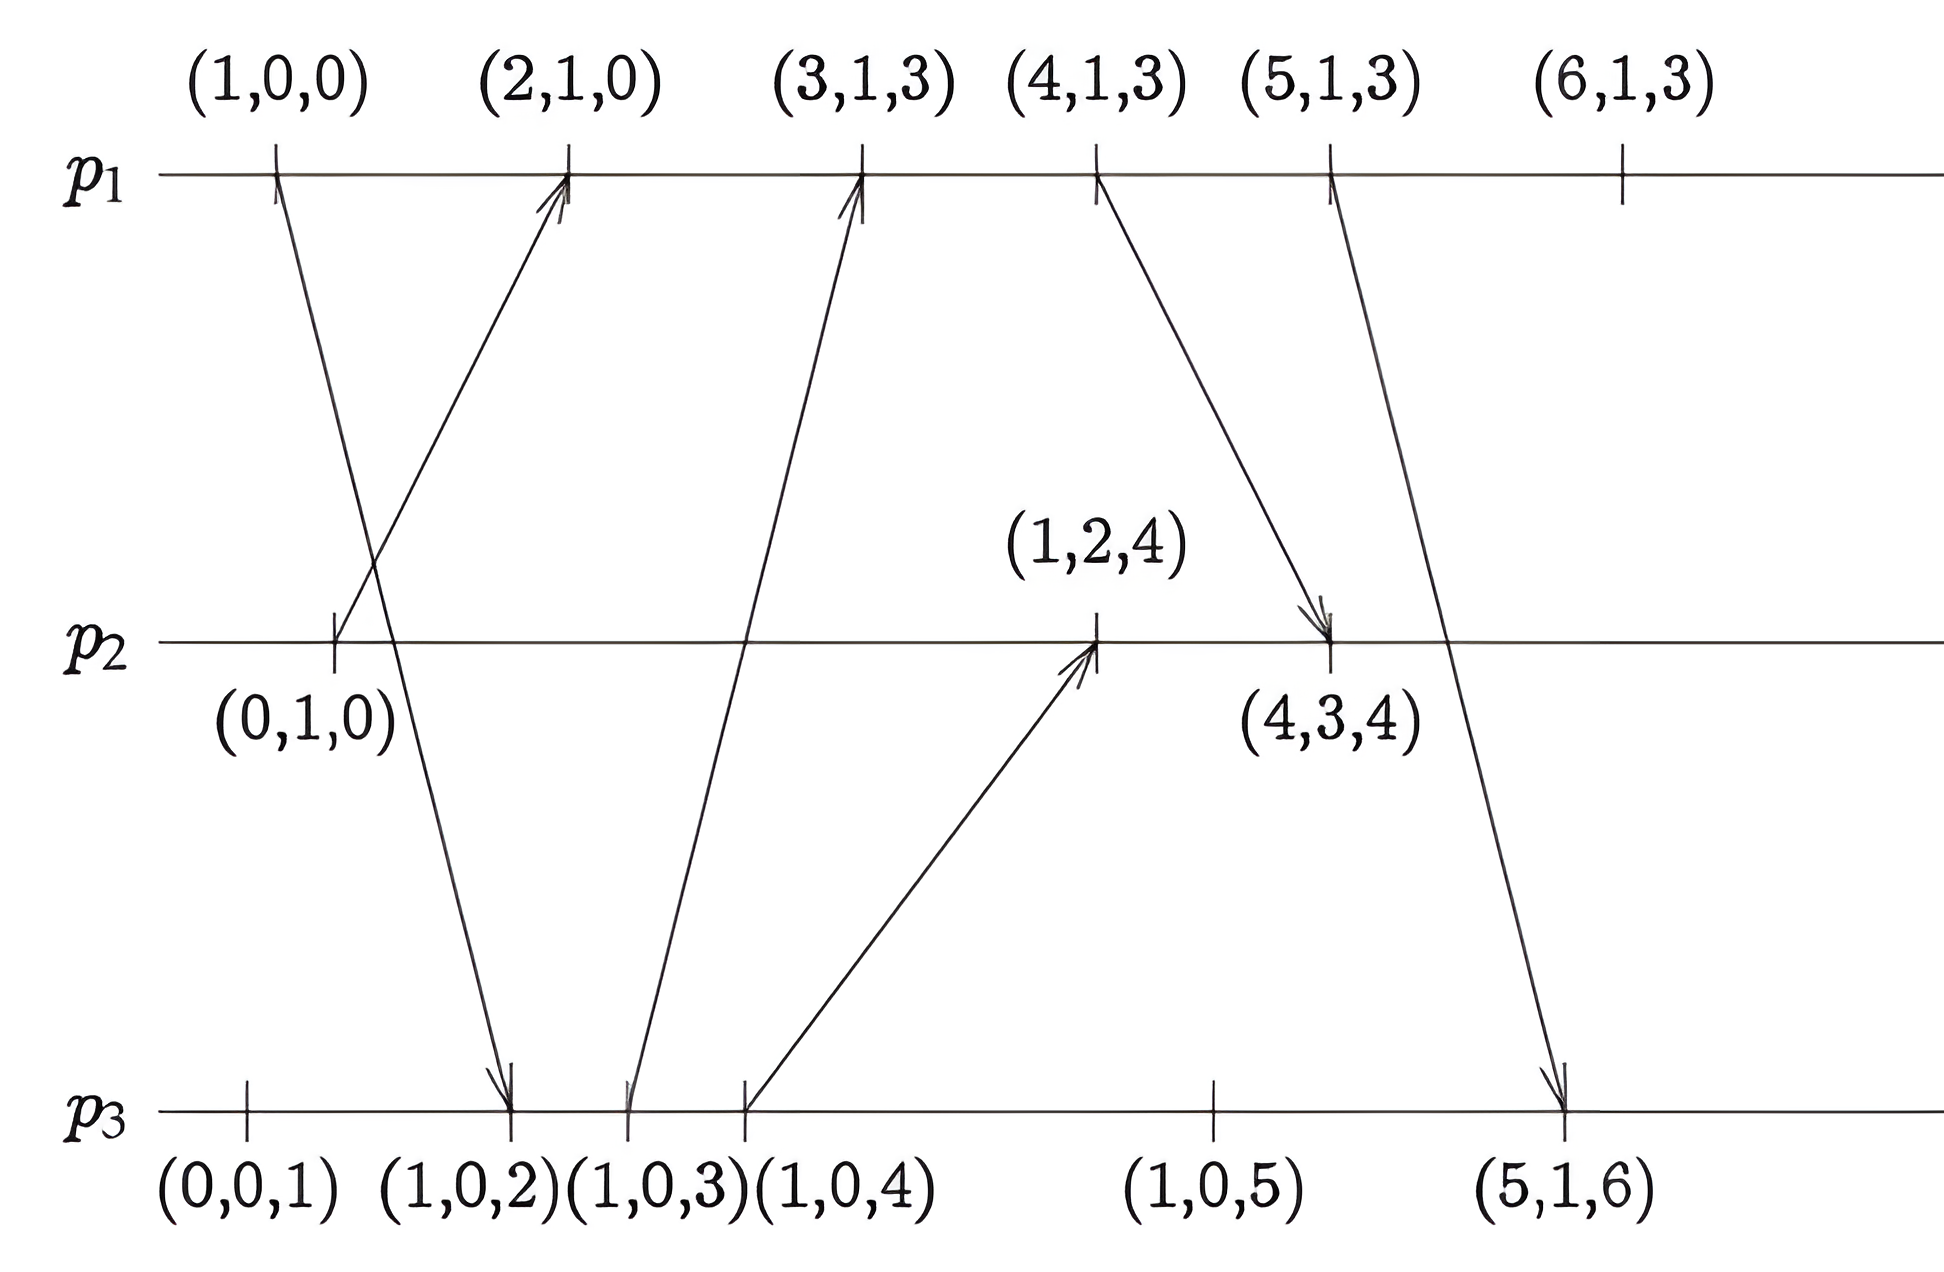 (1,0,0) (2,1,0) (3,1,3) (4,1,3) (5,1,3) (6,1,3)
p1
(1,2,4)
p2
(0,1,0) (4,3,4)
p3
(0,0,1) (1,0,2)(1,0,3)(1,0,4) (1,0,5) (5,1,6)